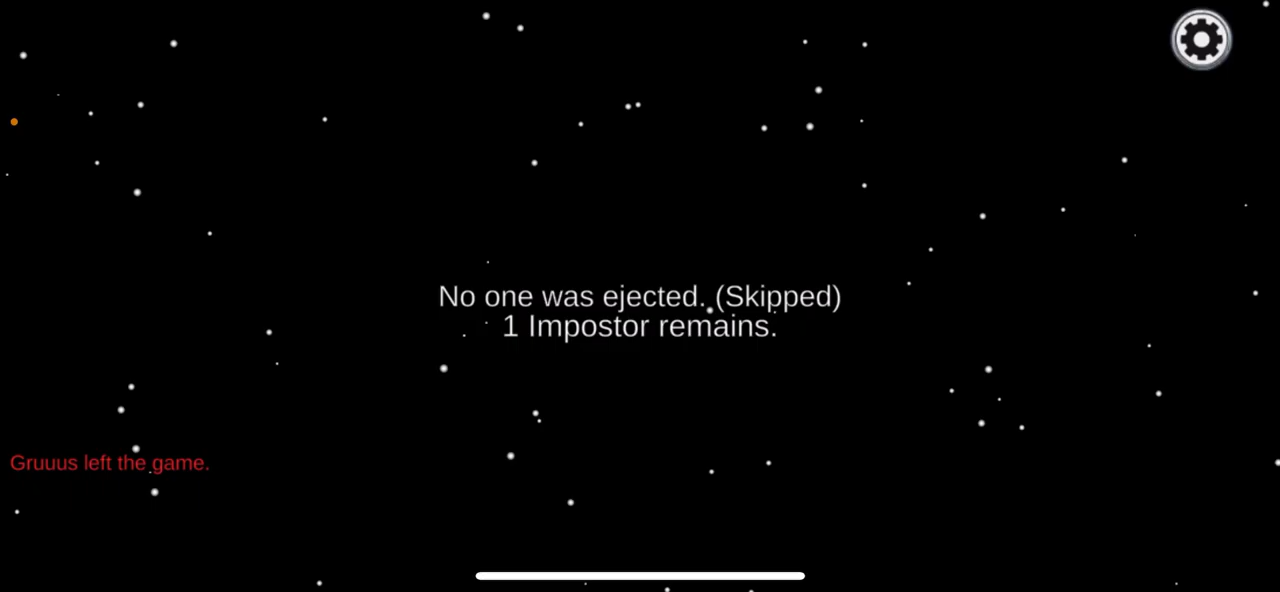 No one was ejected. (Skipped)
1 Impostor remains.
Gruuus left the game.